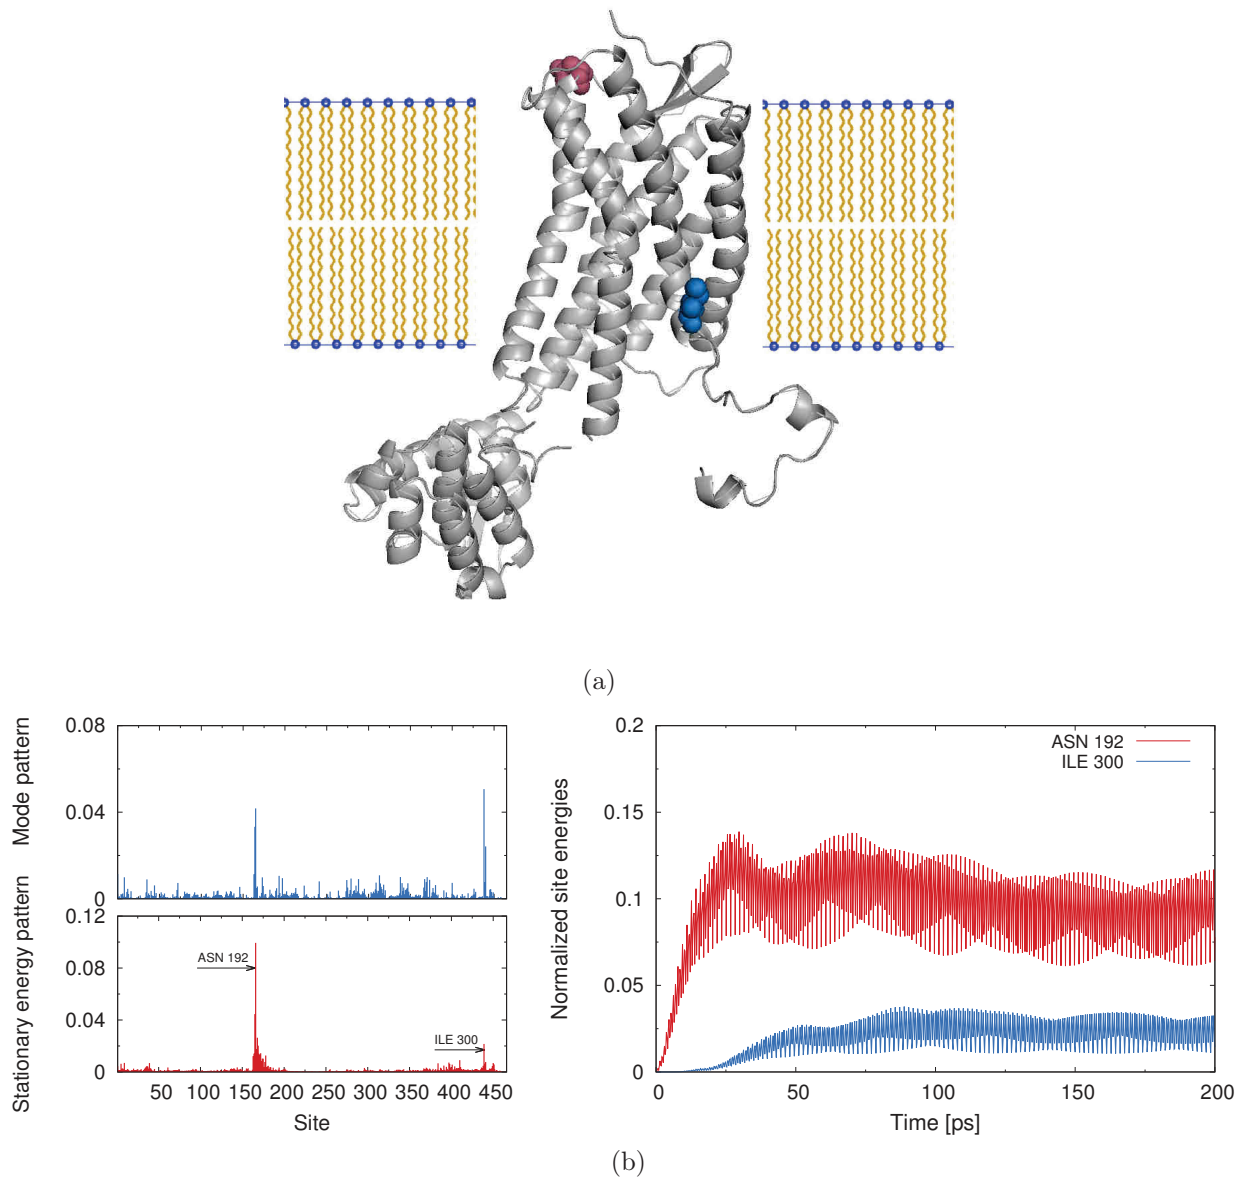 (a)
Mode pattern
0.08
0.04
0
Stationary energy pattern
0.12
0.08
0.04
0
ASN 192
ILE 300
50 100 150 200 250 300 350 400 450
Site
Normalized site energies
0.2
0.15
0.1
0.05
0
ASN 192
ILE 300
0 50 100 150 200
Time [ps]
(b)